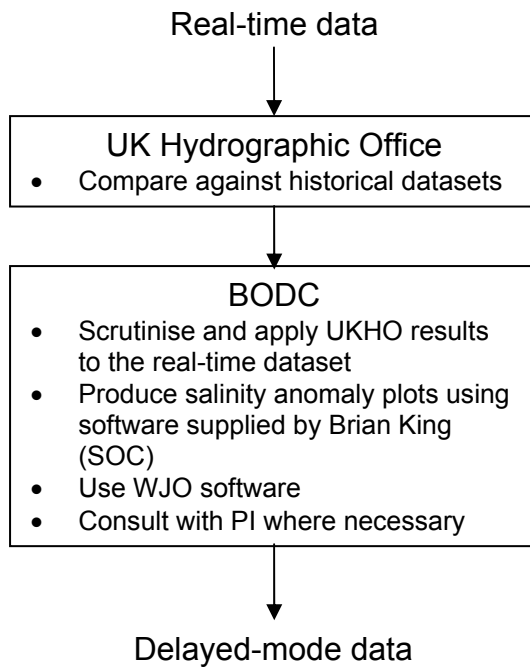 Real-time data
UK Hydrographic Office
• Compare against historical datasets
BODC
• Scrutinise and apply UKHO results
to the real-time dataset
• Produce salinity anomaly plots using
software supplied by Brian King
(SOC)
• Use WJO software
• Consult with PI where necessary
Delayed-mode data